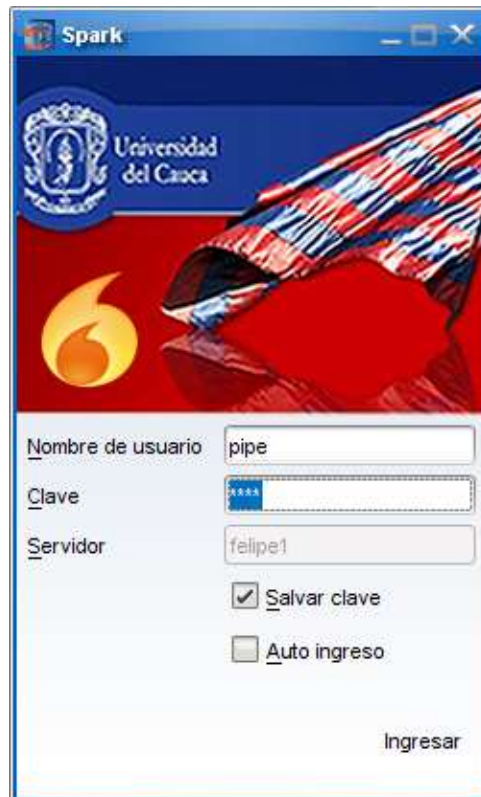 Spark
Universidad
del Cauca
Nombre de usuario pipe
Clave ****
Servidor felipe1
Salvar clave
Auto ingreso
Ingresar